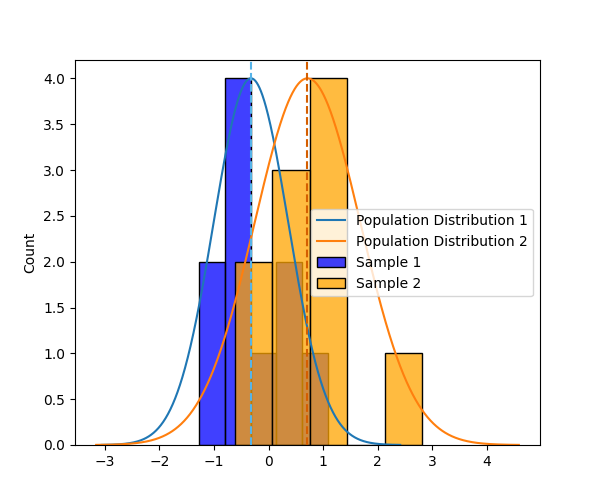 4.0
3.5
3.0
2.5
2.0
1.5
1.0
0.5
0.0
Count
Population Distribution 1
Population Distribution 2
Sample 1
Sample 2
−3 −2 −1 0 1 2 3 4